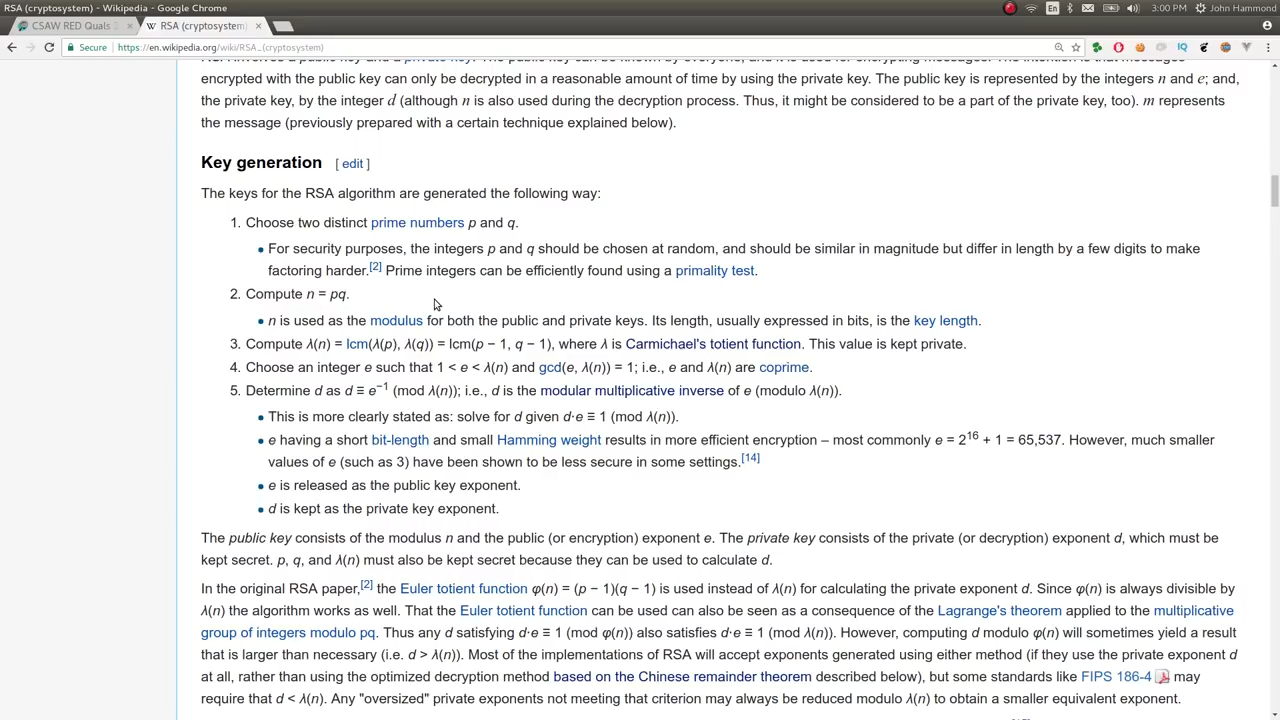 RSA (cryptosystem) - Wikipedia - Google Chrome
En
3:00 PM
John Hammond
CSAW RED Quals
RSA (cryptosystem)
Secure
https://en.wikipedia.org/wiki/RSA_(cryptosystem)
encrypted with the public key can only be decrypted in a reasonable amount of time by using the private key. The public key is represented by the integers n and e; and,
the private key, by the integer d (although n is also used during the decryption process. Thus, it might be considered to be a part of the private key, too). m represents
the message (previously prepared with a certain technique explained below).
Key generation [ edit ]
The keys for the RSA algorithm are generated the following way:
1. Choose two distinct prime numbers p and q.
• For security purposes, the integers p and q should be chosen at random, and should be similar in magnitude but differ in length by a few digits to make
factoring harder.[2] Prime integers can be efficiently found using a primality test.
2. Compute n = pq.
• n is used as the modulus for both the public and private keys. Its length, usually expressed in bits, is the key length.
3. Compute λ(n) = lcm(λ(p), λ(q)) = lcm(p − 1, q − 1), where λ is Carmichael's totient function. This value is kept private.
4. Choose an integer e such that 1 < e < λ(n) and gcd(e, λ(n)) = 1; i.e., e and λ(n) are coprime.
5. Determine d as d ≡ e−1 (mod λ(n)); i.e., d is the modular multiplicative inverse of e (modulo λ(n)).
• This is more clearly stated as: solve for d given d⋅e ≡ 1 (mod λ(n)).
• e having a short bit-length and small Hamming weight results in more efficient encryption – most commonly e = 2^16 + 1 = 65,537. However, much smaller
values of e (such as 3) have been shown to be less secure in some settings.[14]
• e is released as the public key exponent.
• d is kept as the private key exponent.
The public key consists of the modulus n and the public (or encryption) exponent e. The private key consists of the private (or decryption) exponent d, which must be
kept secret. p, q, and λ(n) must also be kept secret because they can be used to calculate d.
In the original RSA paper,[2] the Euler totient function φ(n) = (p − 1)(q − 1) is used instead of λ(n) for calculating the private exponent d. Since φ(n) is always divisible by
λ(n) the algorithm works as well. That the Euler totient function can be used can also be seen as a consequence of the Lagrange's theorem applied to the multiplicative
group of integers modulo pq. Thus any d satisfying d⋅e ≡ 1 (mod φ(n)) also satisfies d⋅e ≡ 1 (mod λ(n)). However, computing d modulo φ(n) will sometimes yield a result
that is larger than necessary (i.e. d > λ(n)). Most of the implementations of RSA will accept exponents generated using either method (if they use the private exponent d
at all, rather than using the optimized decryption method based on the Chinese remainder theorem described below), but some standards like FIPS 186-4 may
require that d < λ(n). Any "oversized" private exponents not meeting that criterion may always be reduced modulo λ(n) to obtain a smaller equivalent exponent.